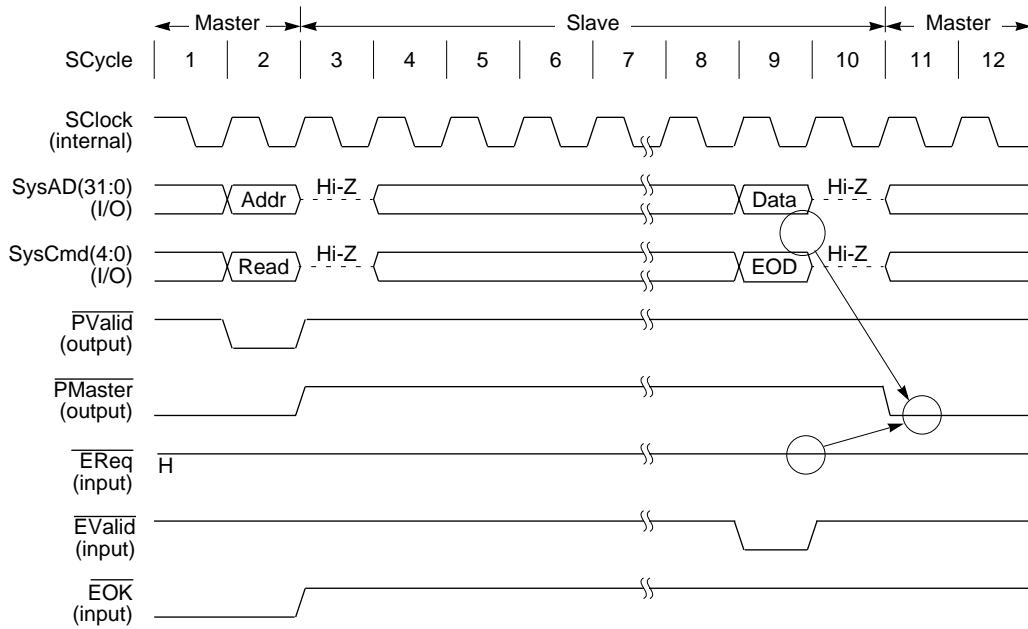 Master Slave Master
SCycle 1 2 3 4 5 6 7 8 9 10 11 12
SClock
(internal)
SysAD(31:0)
(I/O)
Addr Hi-Z Data Hi-Z
SysCmd(4:0)
(I/O)
Read Hi-Z EOD Hi-Z
PValid
(output)
PMaster
(output)
EReq
(input)
H
EValid
(input)
EOK
(input)